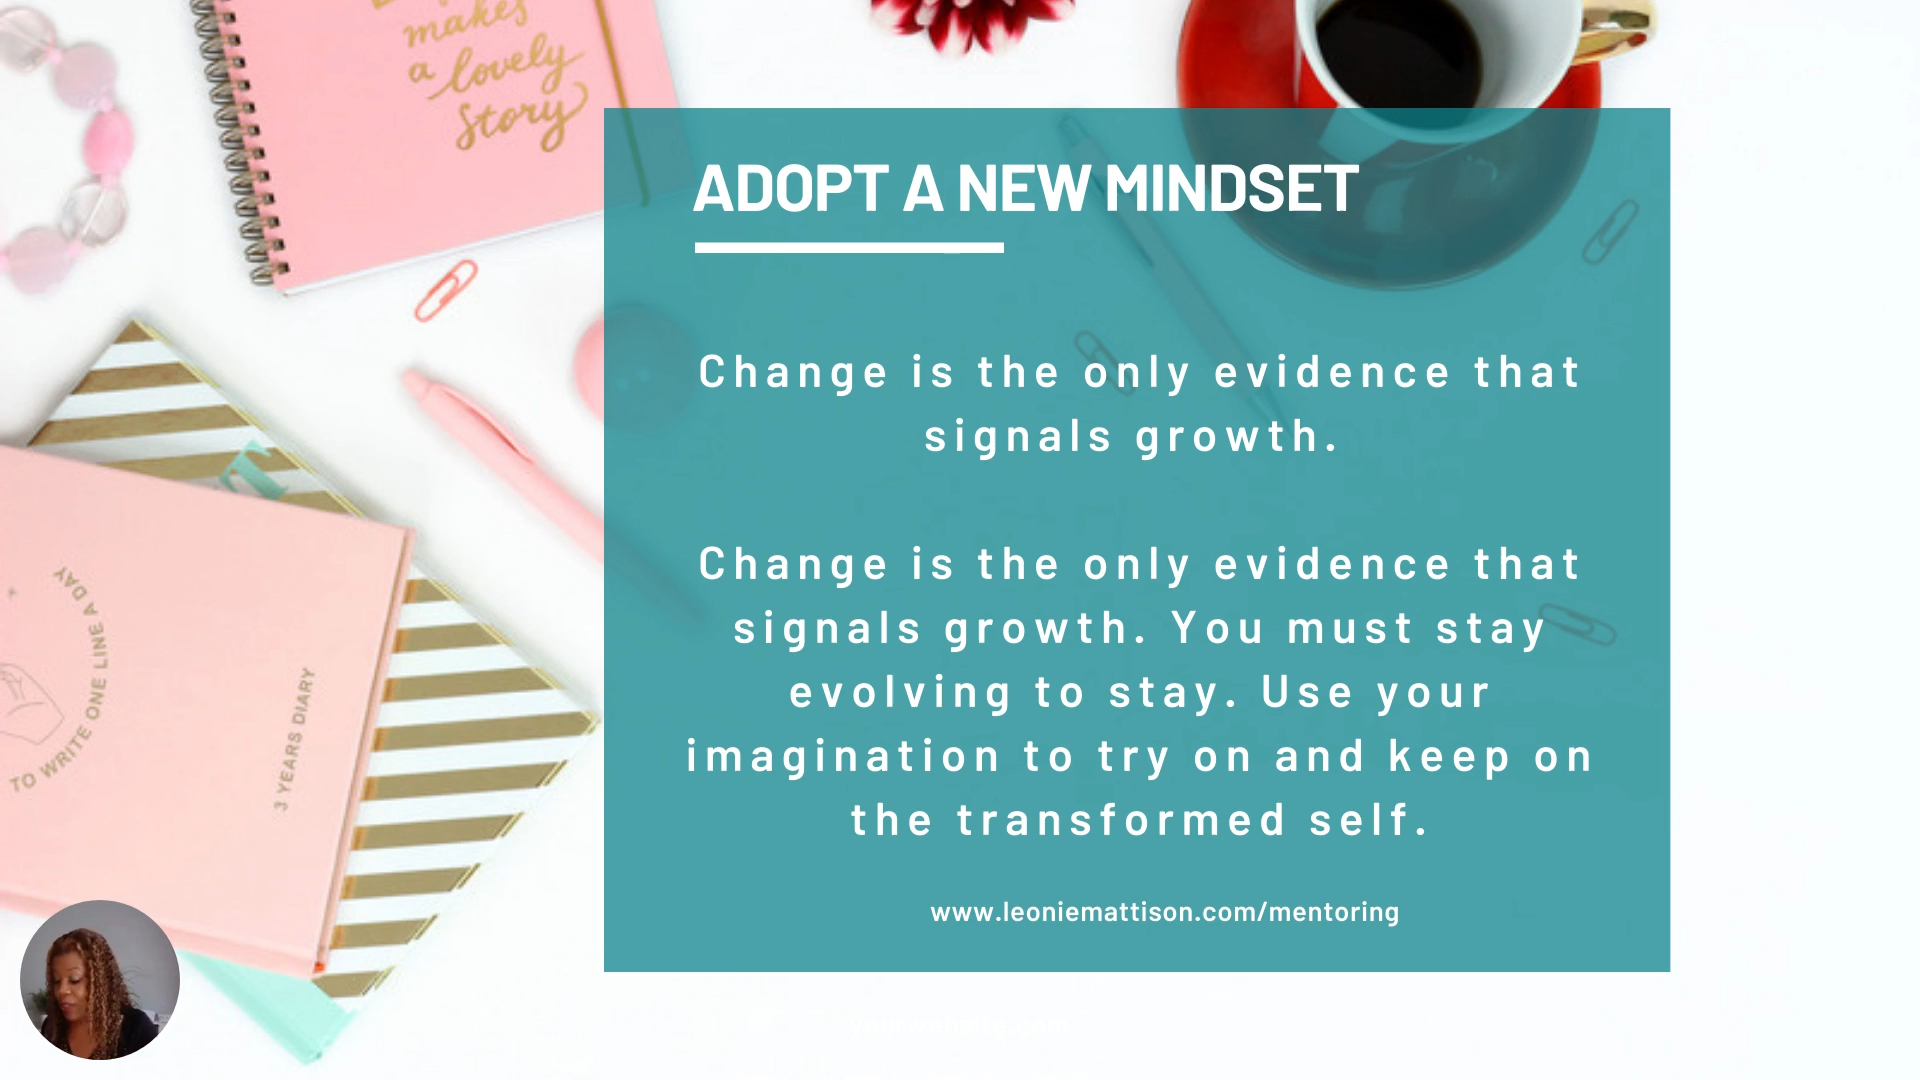 makes
a lovely
story
ADOPT A NEW MINDSET
Change is the only evidence that
signals growth.
Change is the only evidence that
signals growth. You must stay
evolving to stay. Use your
imagination to try on and keep on
the transformed self.
www.leoniemattison.com/mentoring
TO WRITE ONE LINE A DAY
3 YEARS DIARY